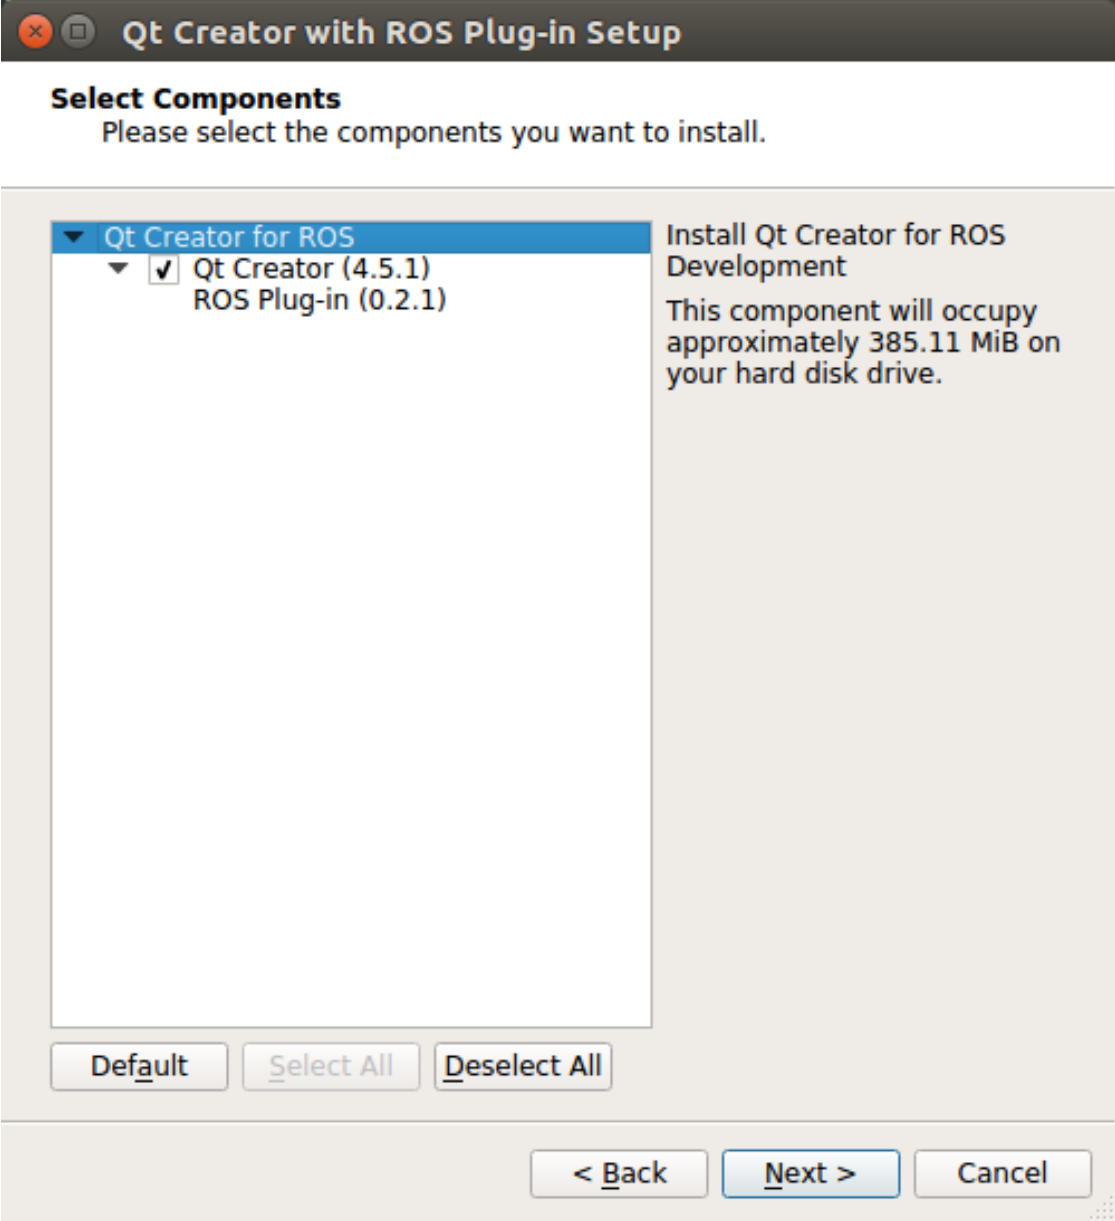 Qt Creator with ROS Plug-in Setup
Select Components
Please select the components you want to install.
Qt Creator for ROS
Qt Creator (4.5.1)
ROS Plug-in (0.2.1)
Install Qt Creator for ROS
Development
This component will occupy
approximately 385.11 MiB on
your hard disk drive.
Default
Select All
Deselect All
< Back
Next >
Cancel